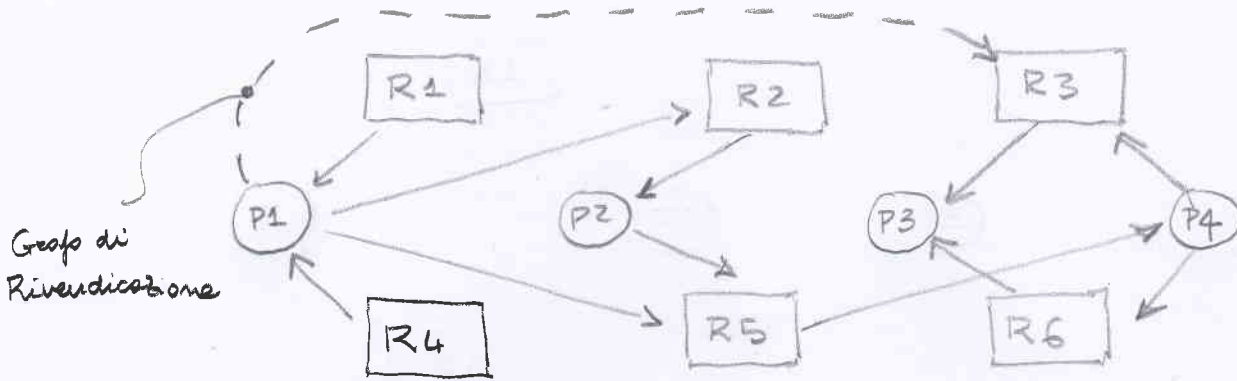 R1
R2
R3
P1
P2
P3
P4
Grafo di
Rivendicazione
R4
R5
R6